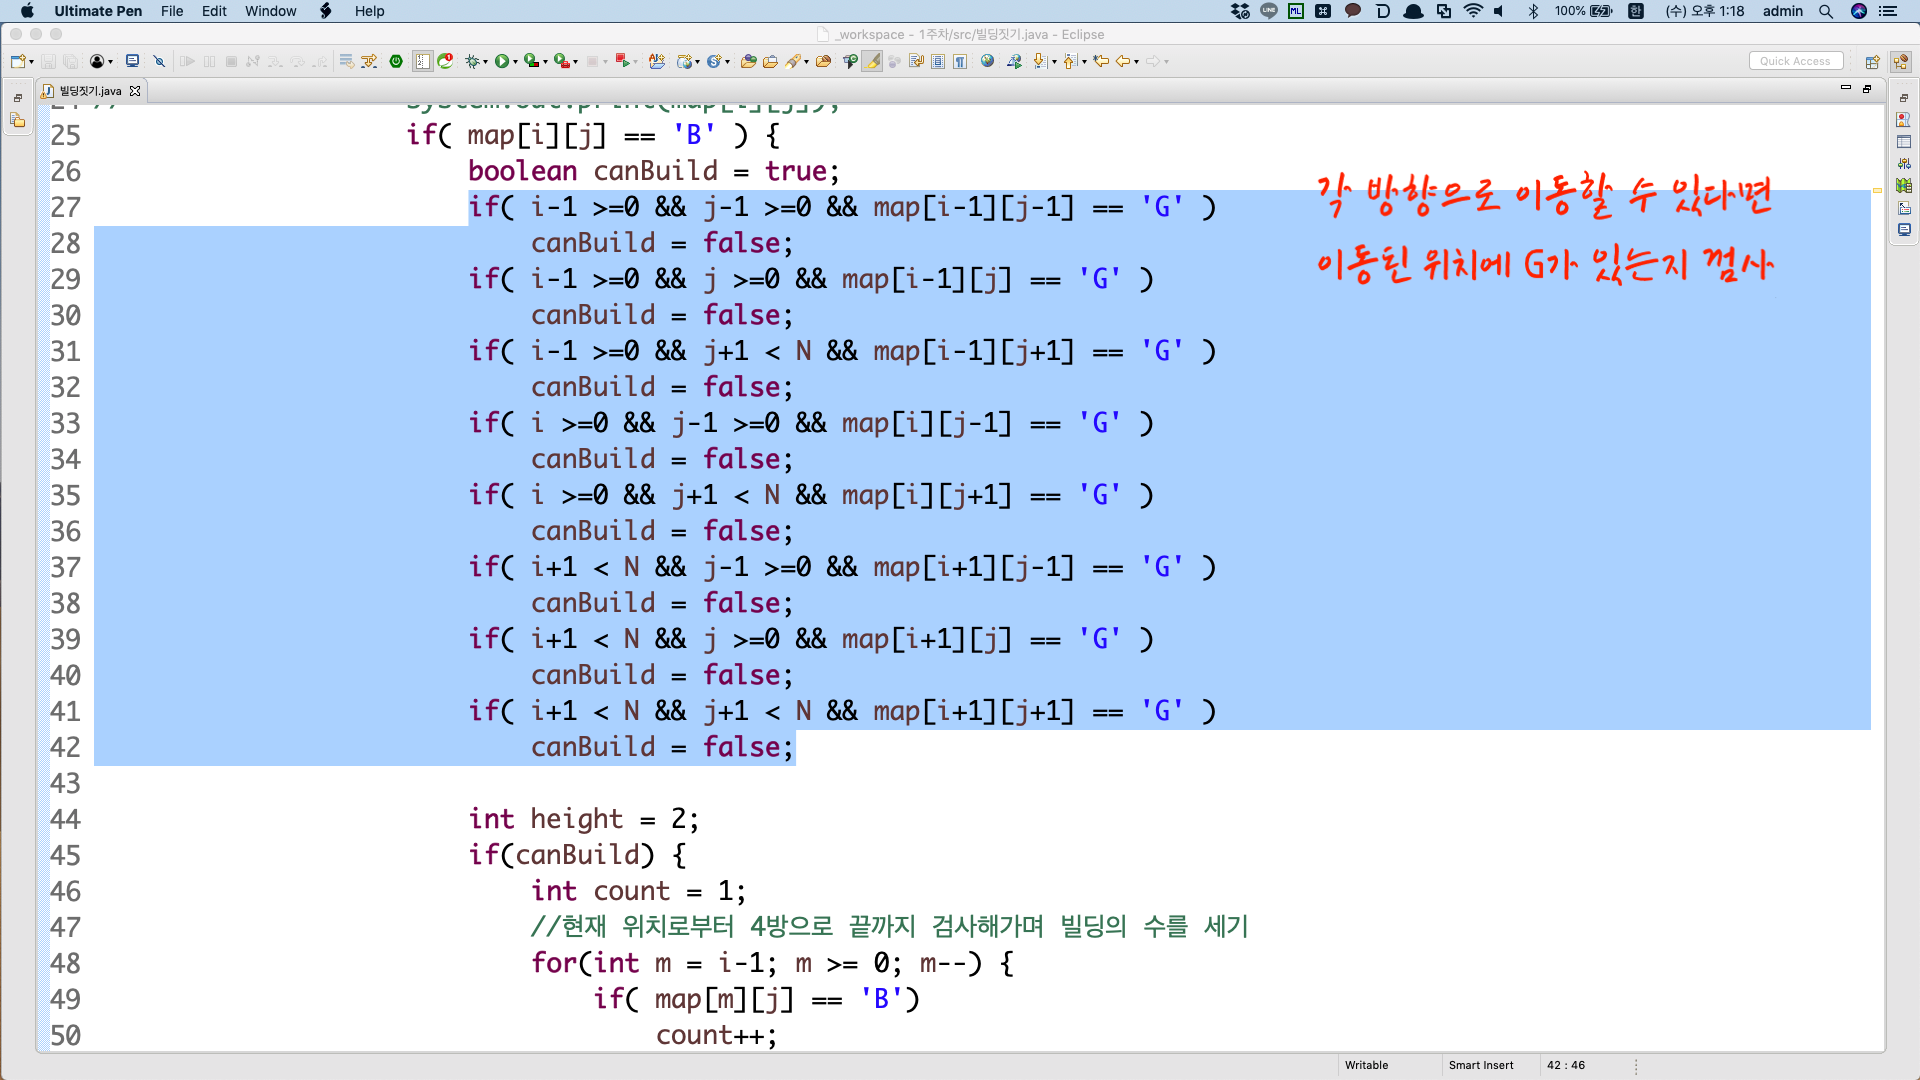 Ultimate Pen File Edit Window Help 100% 한 (수) 오후 1:18 admin
_workspace - 1주차/src/빌딩짓기.java - Eclipse
Quick Access
빌딩짓기.java
24 // System.out.print(map[i][j]);
25 if( map[i][j] == 'B' ) {
26 boolean canBuild = true;
27 if( i-1 >=0 && j-1 >=0 && map[i-1][j-1] == 'G' )
각 방향으로 이동할 수 있다면
28 canBuild = false;
이동된 위치에 G가 있는지 껌사
29 if( i-1 >=0 && j >=0 && map[i-1][j] == 'G' )
30 canBuild = false;
31 if( i-1 >=0 && j+1 < N && map[i-1][j+1] == 'G' )
32 canBuild = false;
33 if( i >=0 && j-1 >=0 && map[i][j-1] == 'G' )
34 canBuild = false;
35 if( i >=0 && j+1 < N && map[i][j+1] == 'G' )
36 canBuild = false;
37 if( i+1 < N && j-1 >=0 && map[i+1][j-1] == 'G' )
38 canBuild = false;
39 if( i+1 < N && j >=0 && map[i+1][j] == 'G' )
40 canBuild = false;
41 if( i+1 < N && j+1 < N && map[i+1][j+1] == 'G' )
42 canBuild = false;
43
44 int height = 2;
45 if(canBuild) {
46 int count = 1;
47 //현재 위치로부터 4방으로 끝까지 검사해가며 빌딩의 수를 세기
48 for(int m = i-1; m >= 0; m--) {
49 if( map[m][j] == 'B')
50 count++;
Writable Smart Insert 42 : 46